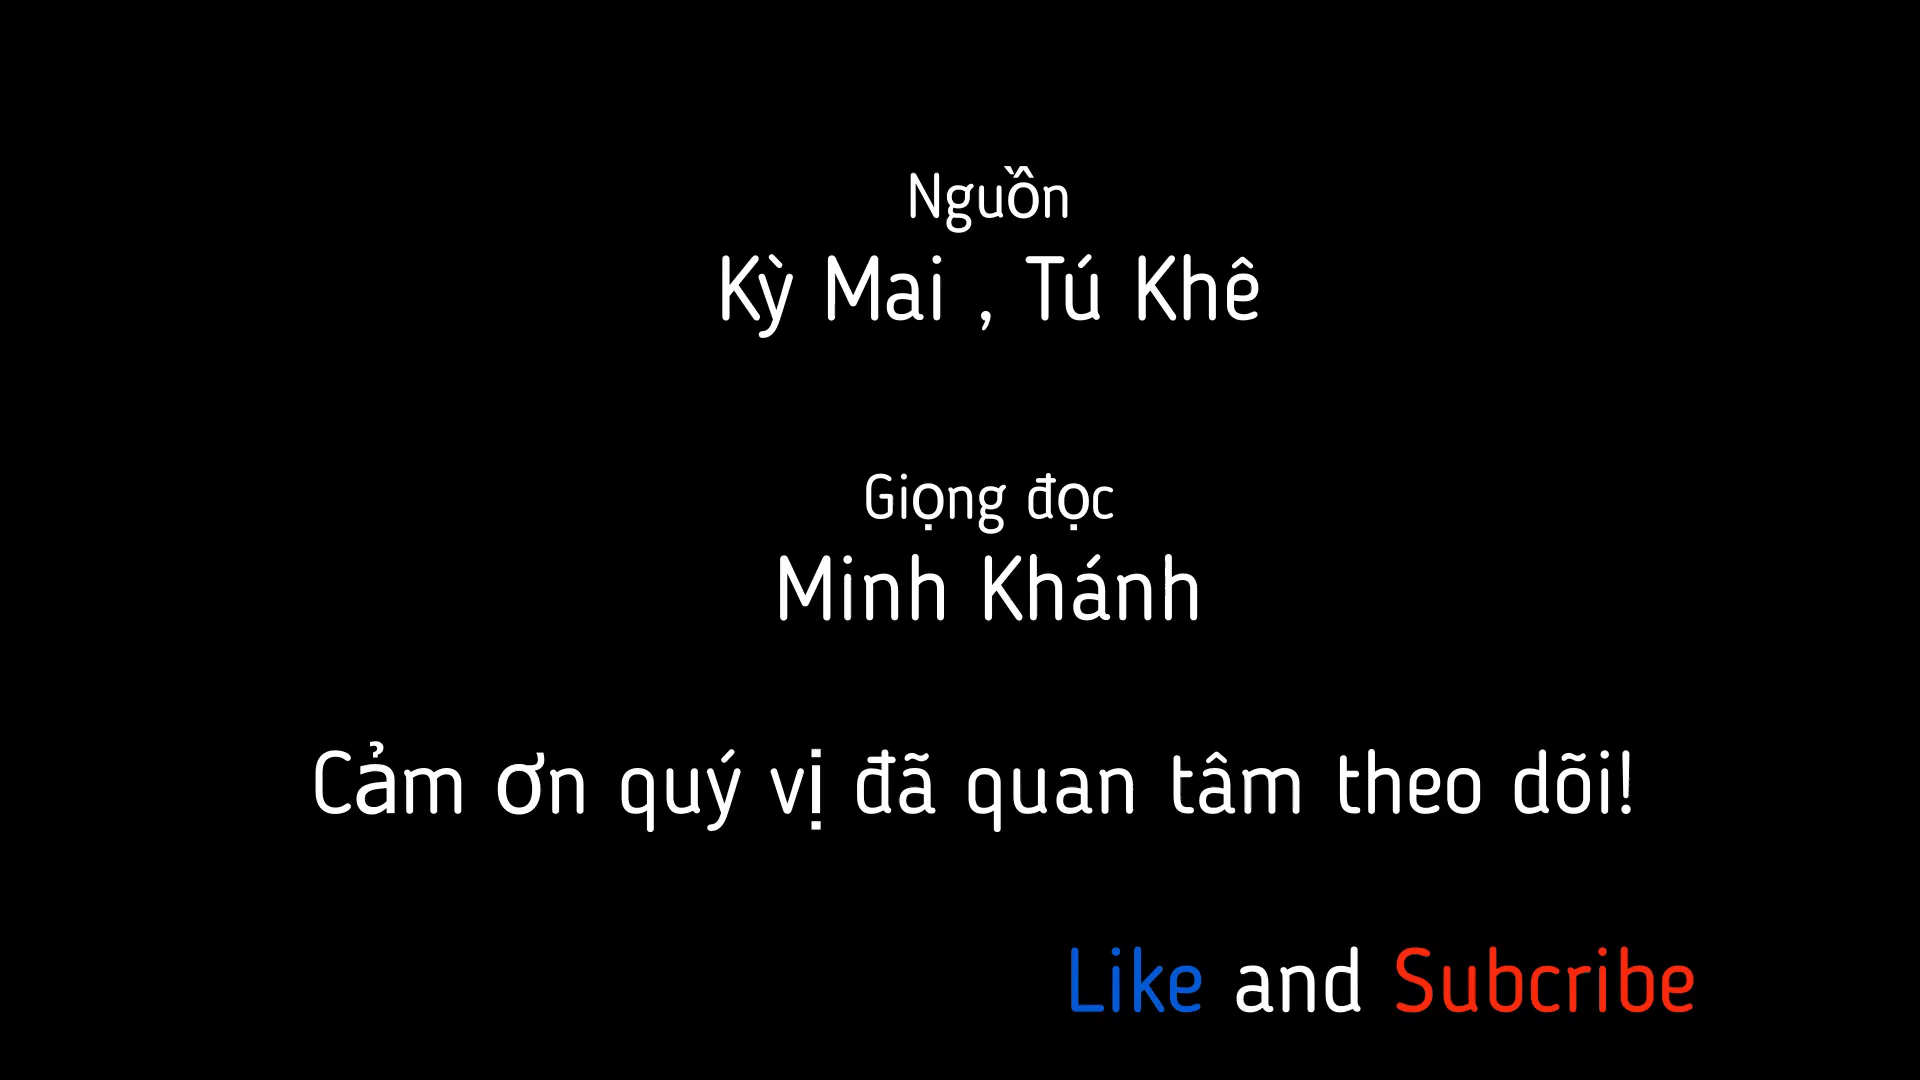 Nguồn
Kỳ Mai , Tú Khê
Giọng đọc
Minh Khánh
Cảm ơn quý vị đã quan tâm theo dõi!
Like and Subcribe